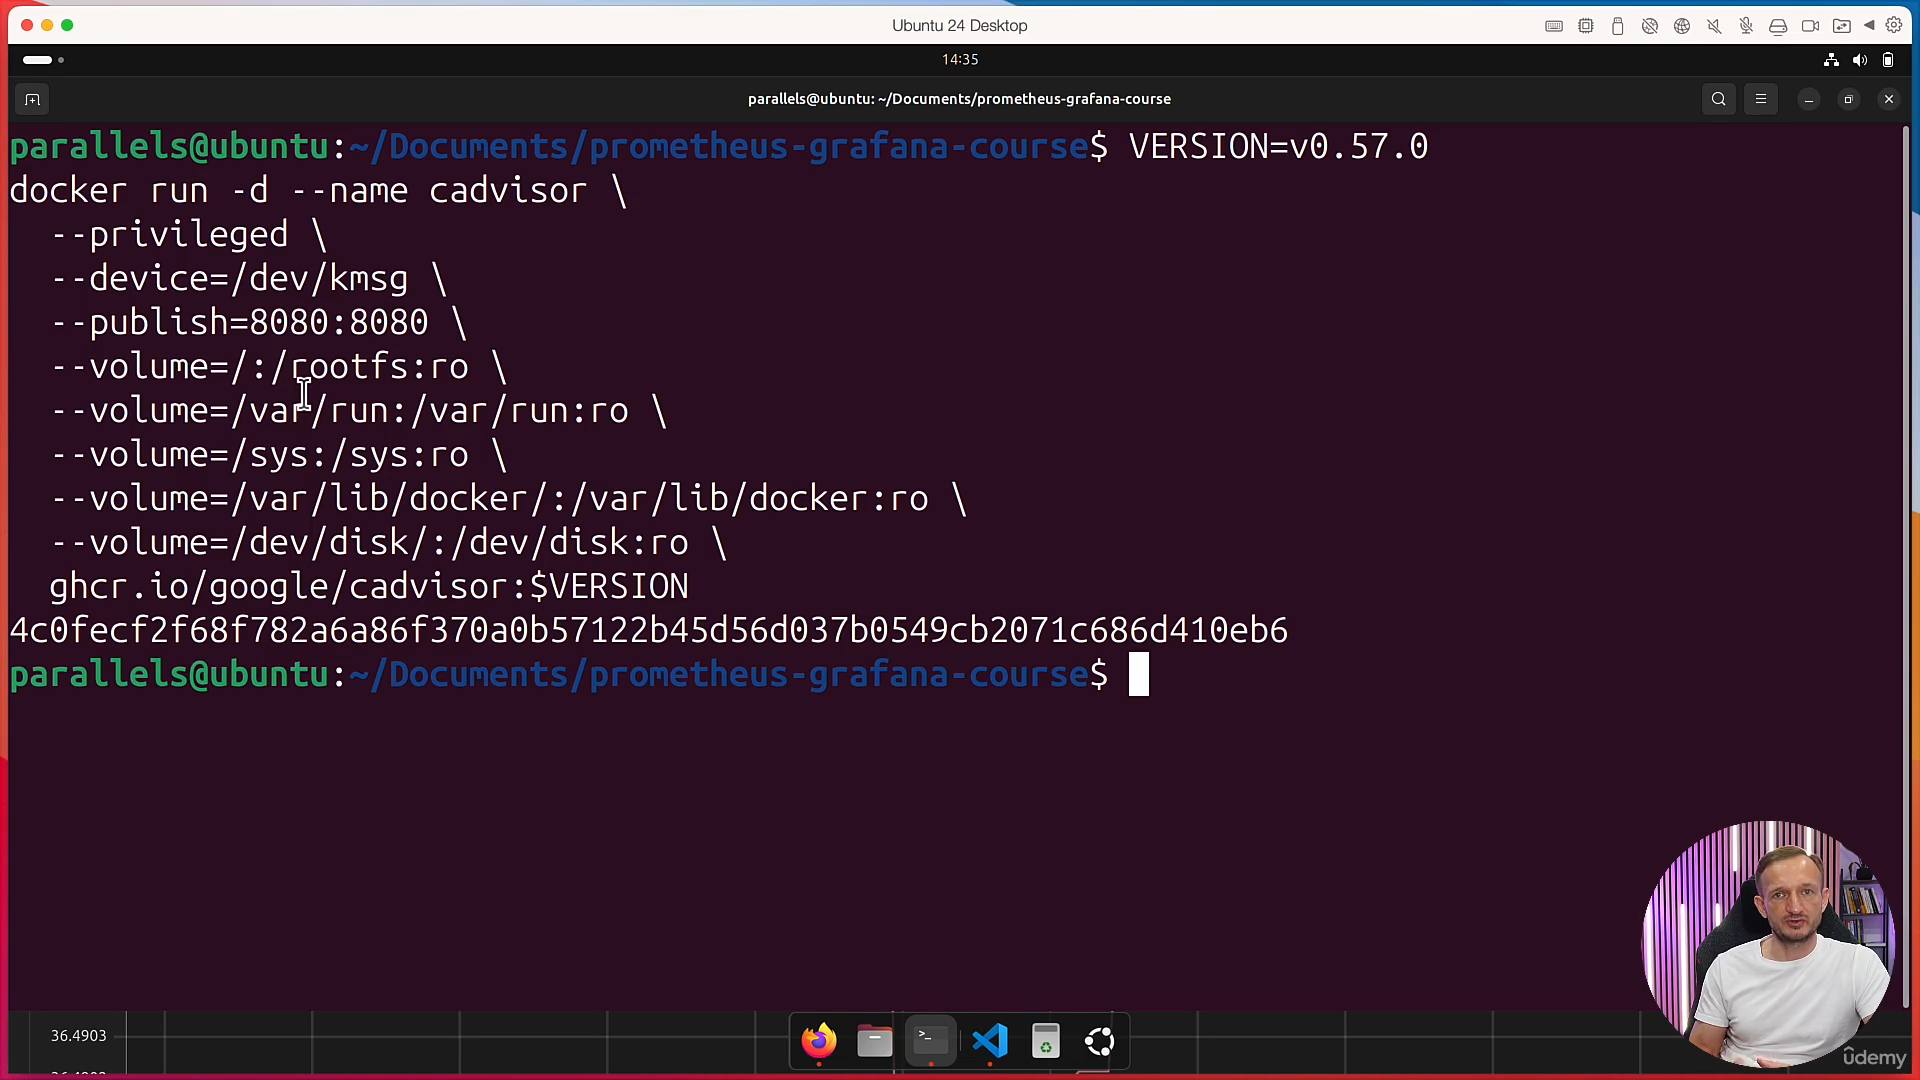 Ubuntu 24 Desktop
14:35
parallels@ubuntu: ~/Documents/prometheus-grafana-course
parallels@ubuntu:~/Documents/prometheus-grafana-course$ VERSION=v0.57.0
docker run -d --name cadvisor \
  --privileged \
  --device=/dev/kmsg \
  --publish=8080:8080 \
  --volume=/:/rootfs:ro \
  --volume=/var/run:/var/run:ro \
  --volume=/sys:/sys:ro \
  --volume=/var/lib/docker/:/var/lib/docker:ro \
  --volume=/dev/disk/:/dev/disk:ro \
  ghcr.io/google/cadvisor:$VERSION
4c0fecf2f68f782a6a86f370a0b57122b45d56d037b0549cb2071c686d410eb6
parallels@ubuntu:~/Documents/prometheus-grafana-course$
36.4903
udemy